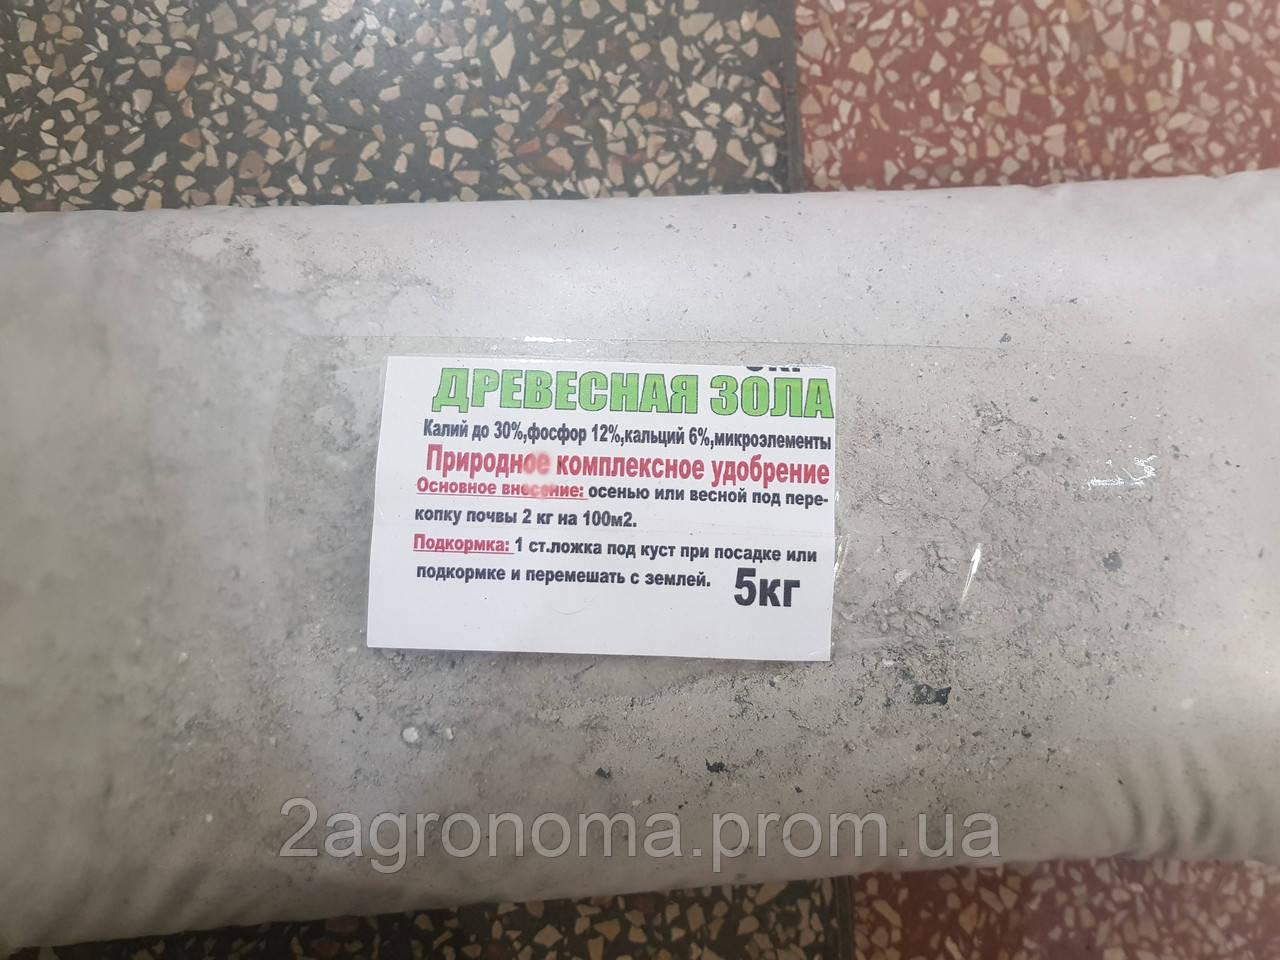 ДРЕВЕСНАЯ ЗОЛА
Калий до 30%,фосфор 12%,кальций 6%,микроэлементы
Природное комплексное удобрение
Основное внесение: осенью или весной под пере-
копку почвы 2 кг на 100м2.
Подкормка: 1 ст.ложка под куст при посадке или
подкормке и перемешать с землей.
5кг
2agronoma.prom.ua